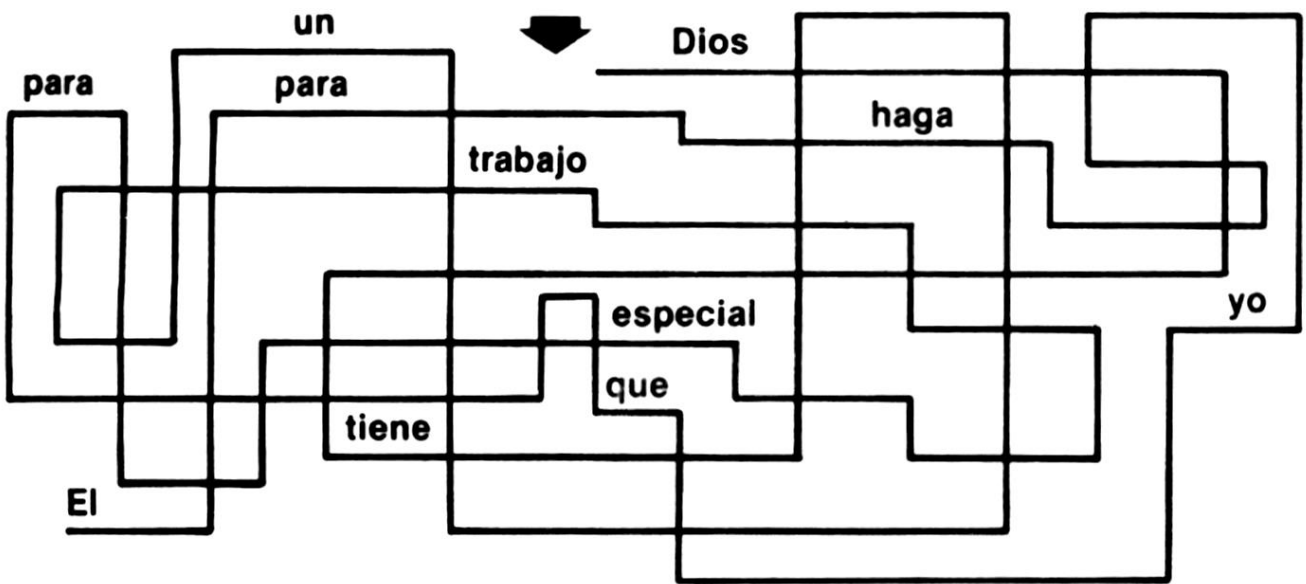 un
Dios
para
para
haga
trabajo
yo
especial
que
tiene
El